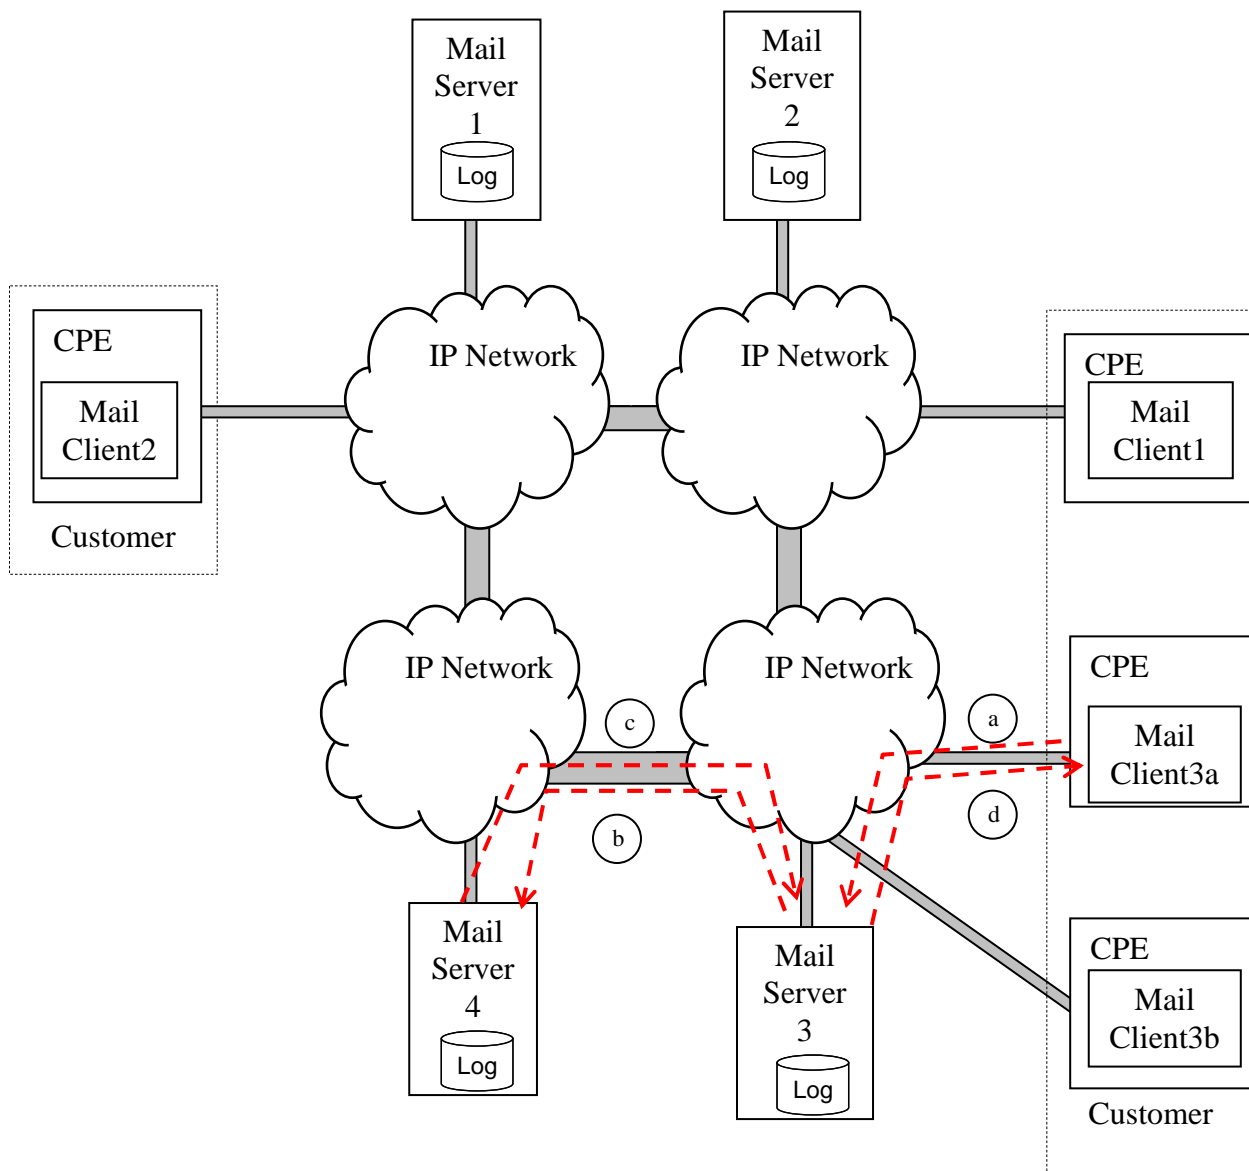 Mail
Server
1
Log
Mail
Server
2
Log
CPE
Mail
Client2
Customer
IP Network
IP Network
CPE
Mail
Client1
IP Network
IP Network
c
b
a
d
CPE
Mail
Client3a
Mail
Server
4
Log
Mail
Server
3
Log
CPE
Mail
Client3b
Customer